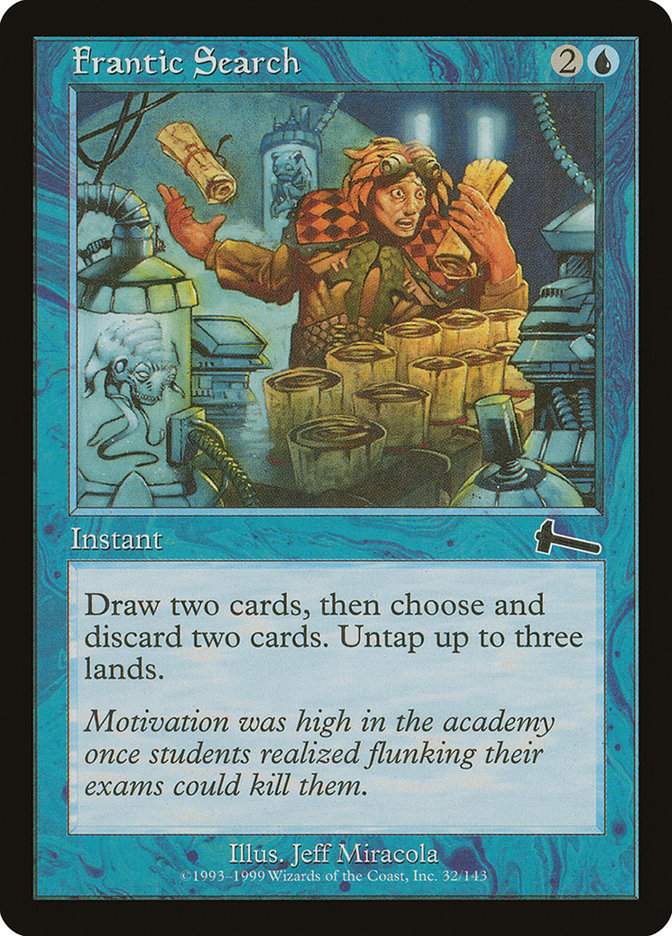 Frantic Search
2
Instant
Draw two cards, then choose and
discard two cards. Untap up to three
lands.
Motivation was high in the academy
once students realized flunking their
exams could kill them.
Illus. Jeff Miracola
©1993–1999 Wizards of the Coast, Inc. 32/143